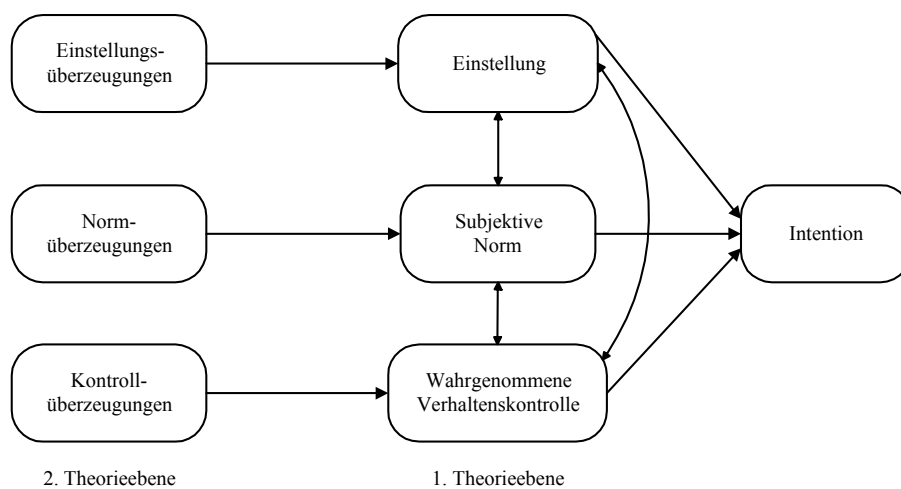 Einstellungs-
überzeugungen
Einstellung
Norm-
überzeugungen
Subjektive
Norm
Intention
Kontroll-
überzeugungen
Wahrgenommene
Verhaltenskontrolle
2. Theorieebene
1. Theorieebene